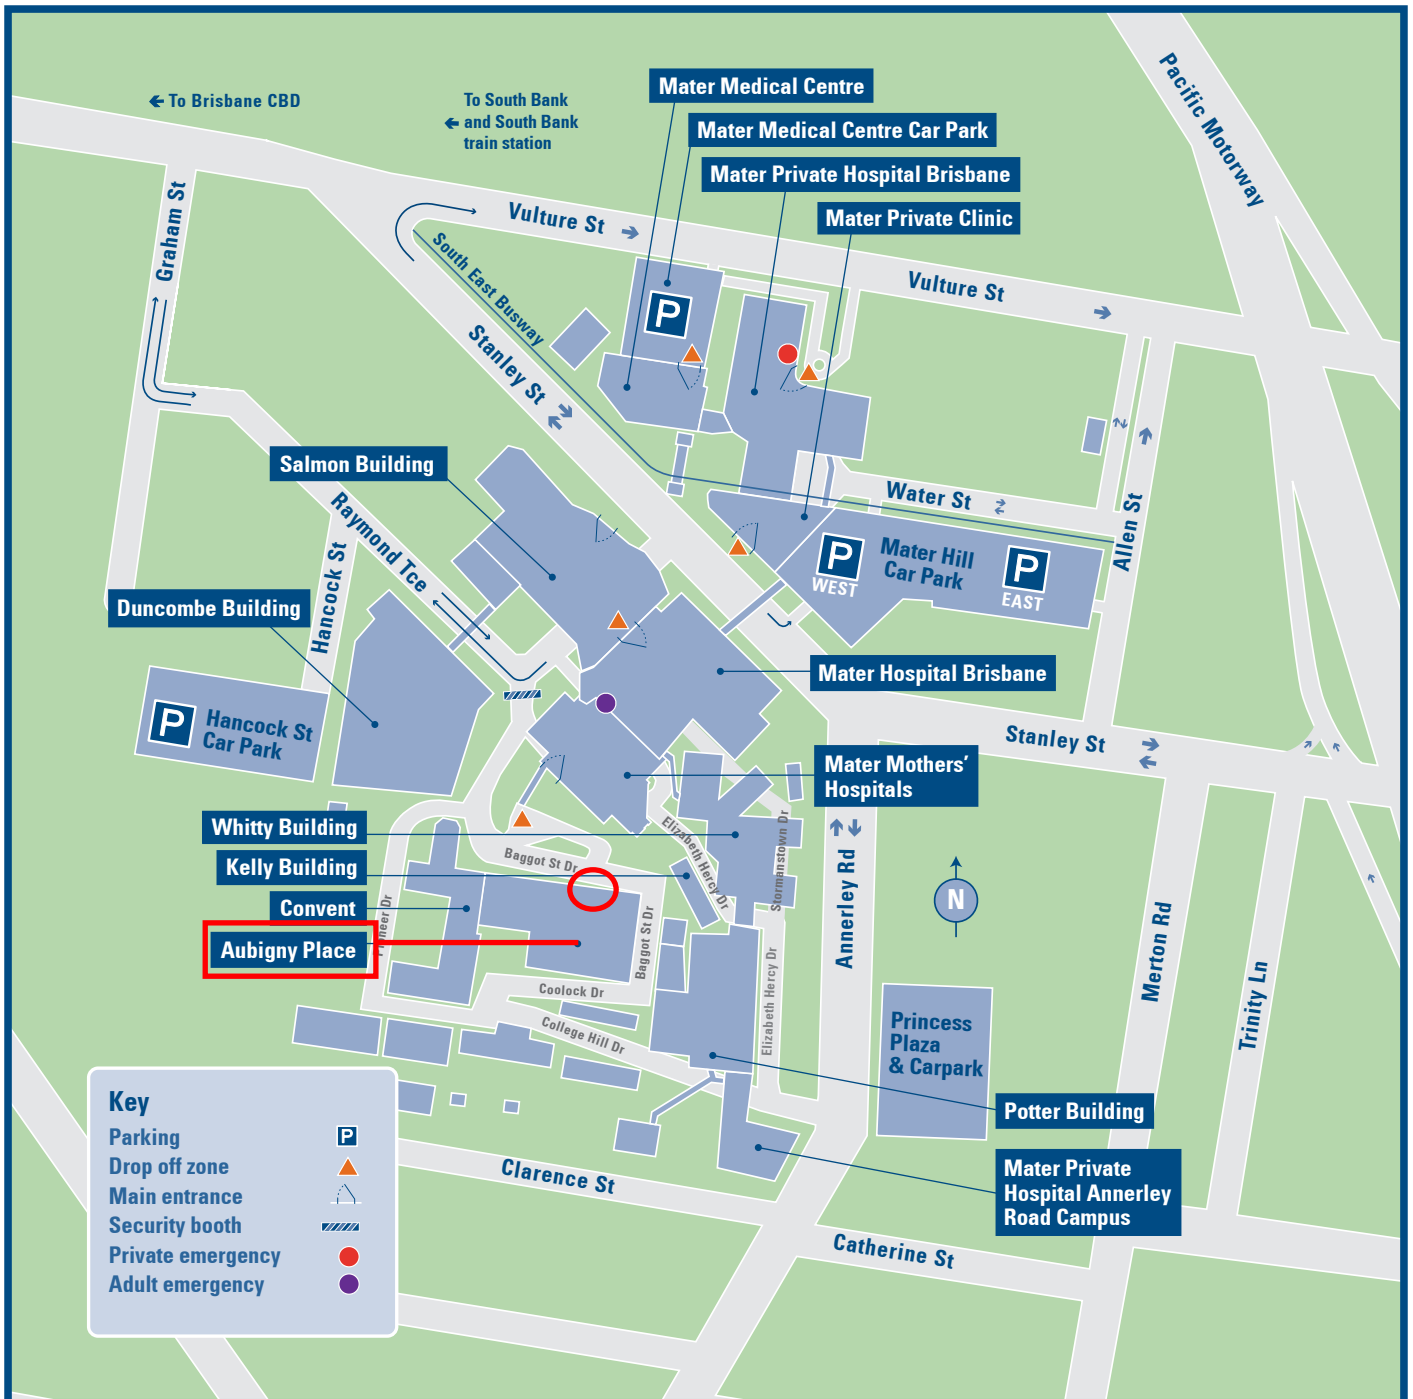 ← To Brisbane CBD
To South Bank
← and South Bank
train station
Mater Medical Centre
Mater Medical Centre Car Park
Mater Private Hospital Brisbane
Mater Private Clinic
Pacific Motorway
Graham St
Vulture St
Vulture St
South East Busway
Stanley St
P
Salmon Building
Raymond Tce
Hancock St
Water St
Allen St
P
WEST
Mater Hill
Car Park
P
EAST
Duncombe Building
Mater Hospital Brisbane
P
Hancock St
Car Park
Stanley St
Mater Mothers'
Hospitals
Whitty Building
Kelly Building
Convent
Aubigny Place
Baggot St Dr
Elizabeth Hercy Dr
Stormanstown Dr
Annerley Rd
N
Baggot St Dr
Coolock Dr
College Hill Dr
Elizabeth Hercy Dr
Merton Rd
Trinity Ln
Princess
Plaza
& Carpark
Potter Building
Mater Private
Hospital Annerley
Road Campus
Clarence St
Catherine St
Key
Parking
P
Drop off zone
Main entrance
Security booth
Private emergency
Adult emergency